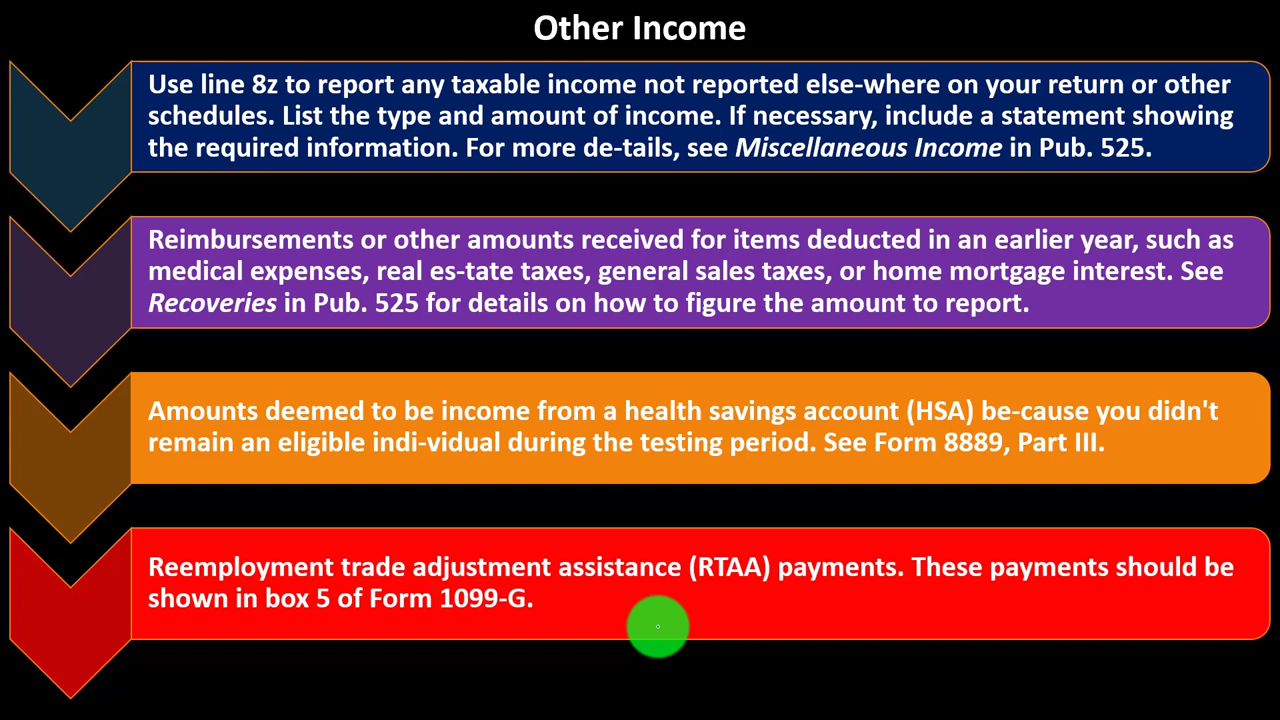 Other Income
Use line 8z to report any taxable income not reported else-where on your return or other
schedules. List the type and amount of income. If necessary, include a statement showing
the required information. For more de-tails, see Miscellaneous Income in Pub. 525.
Reimbursements or other amounts received for items deducted in an earlier year, such as
medical expenses, real es-tate taxes, general sales taxes, or home mortgage interest. See
Recoveries in Pub. 525 for details on how to figure the amount to report.
Amounts deemed to be income from a health savings account (HSA) be-cause you didn't
remain an eligible indi-vidual during the testing period. See Form 8889, Part III.
Reemployment trade adjustment assistance (RTAA) payments. These payments should be
shown in box 5 of Form 1099-G.